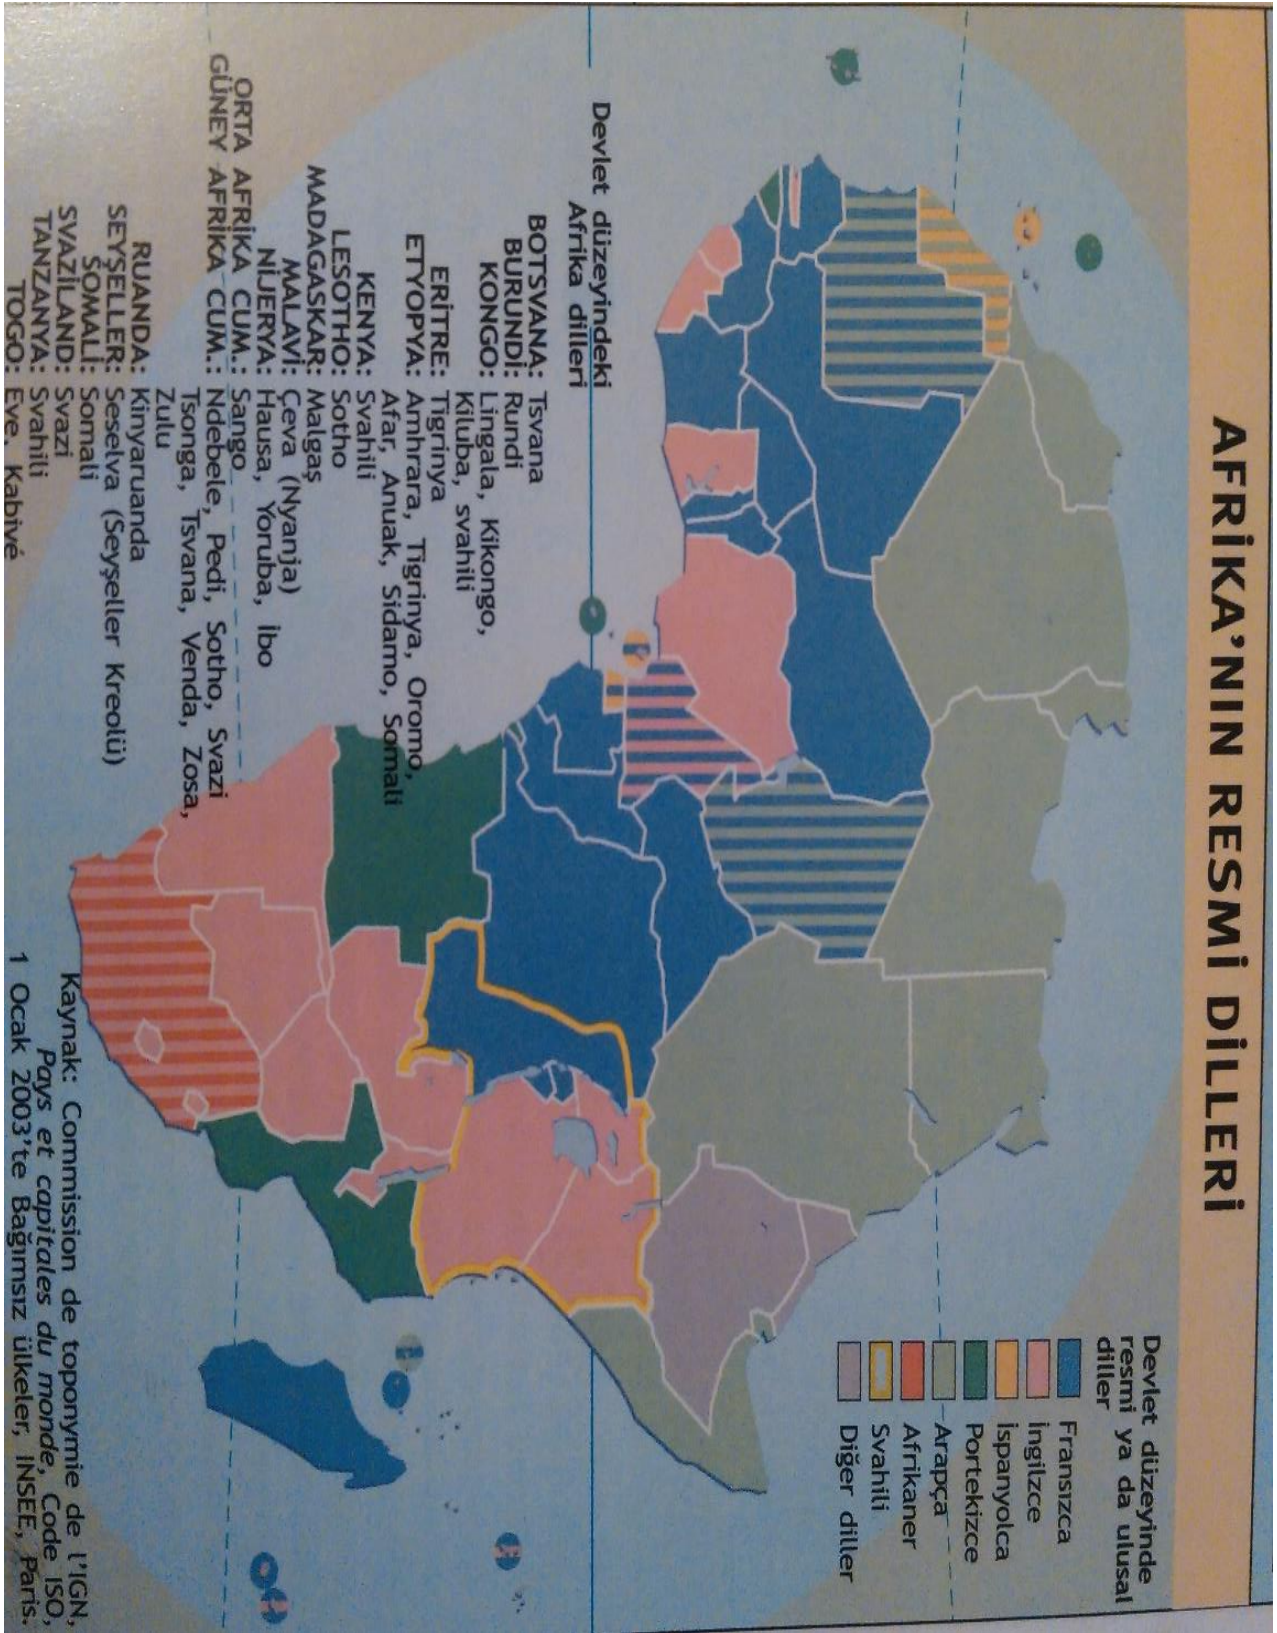 AFRİKA'NIN RESMİ DİLLERİ
Devlet düzeyinde
resmi ya da ulusal
diller
Fransızca
İngilzce
İspanyolca
Portekizce
Arapça
Afrikaner
Svahili
Diğer diller
Devlet düzeyindeki
Afrika dilleri
BOTSVANA: Tsvana
BURUNDİ: Rundi
KONGO: Lingala, Kikongo,
Kiluba, svahili
ERİTRE: Tigrinya
ETYOPYA: Amhrara, Tigrinya, Oromo,
Afar, Anuak, Sidamo, Somali
KENYA: Svahili
LESOTHO: Sotho
MADAGASKAR: Malgaş
MALAVİ: Çeva (Nyanja)
NİJERYA: Hausa, Yoruba, İbo
ORTA AFRİKA CUM.: Sango
GÜNEY AFRİKA CUM.: Ndebele, Pedi, Sotho, Svazi
Tsonga, Tsvana, Venda, Zosa,
Zulu
RUANDA: Kinyaruanda
SEYŞELLER: Seselva (Seyşeller Kreolü)
SOMALİ: Somali
SVAZİLAND: Svazi
TANZANYA: Svahili
TOGO: Eve, Kabiyé
Kaynak: Commission de toponymie de l'IGN,
Pays et capitales du monde, Code ISO,
1 Ocak 2003'te Bağımsız ülkeler, INSEE, Paris.